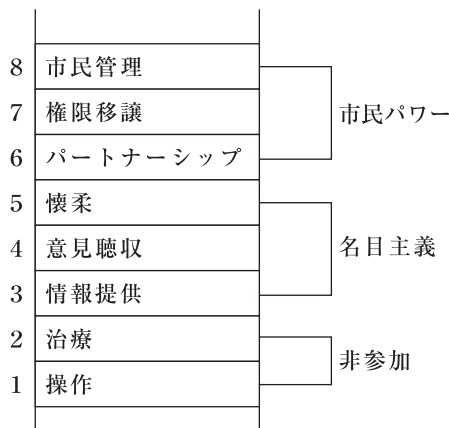 8 市民管理
7 権限移譲
市民パワー
6 パートナーシップ
5 懐柔
4 意見聴収
名目主義
3 情報提供
2 治療
非参加
1 操作